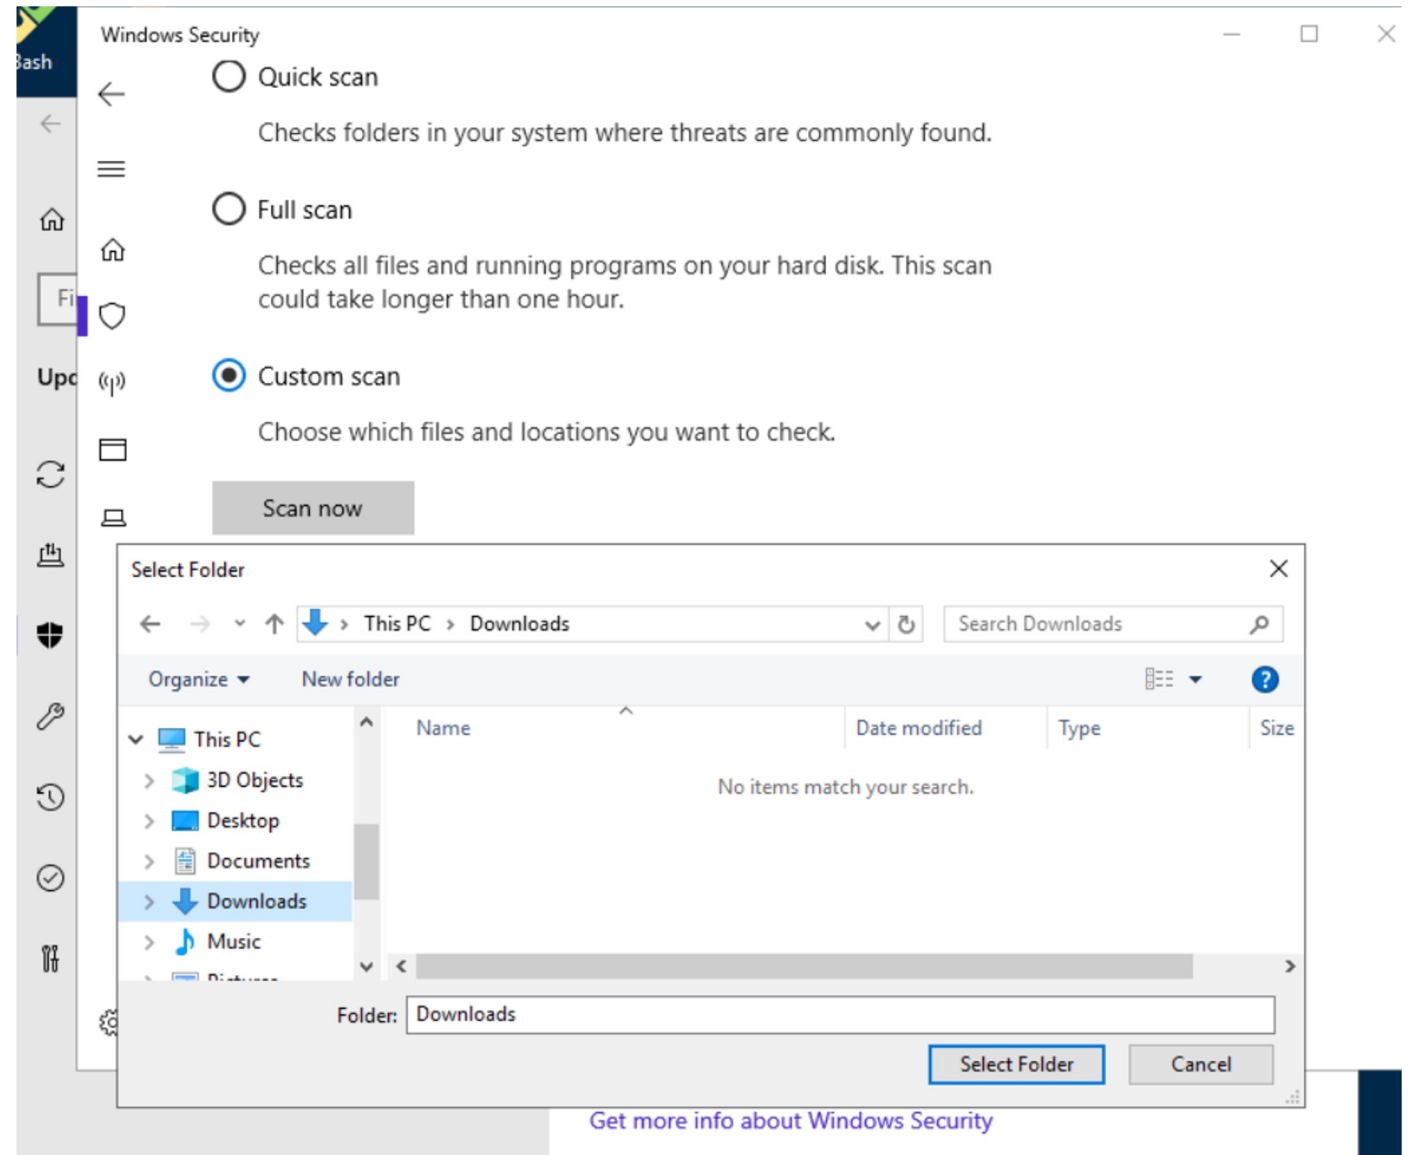 Bash
Windows Security
Quick scan
Checks folders in your system where threats are commonly found.
Full scan
Checks all files and running programs on your hard disk. This scan
could take longer than one hour.
Fi
Upd
Custom scan
Choose which files and locations you want to check.
Scan now
Select Folder
This PC > Downloads
Search Downloads
Organize
New folder
?
Name
Date modified
Type
Size
No items match your search.
This PC
3D Objects
Desktop
Documents
Downloads
Music
Pictures
Folder:
Downloads
Select Folder
Cancel
Get more info about Windows Security